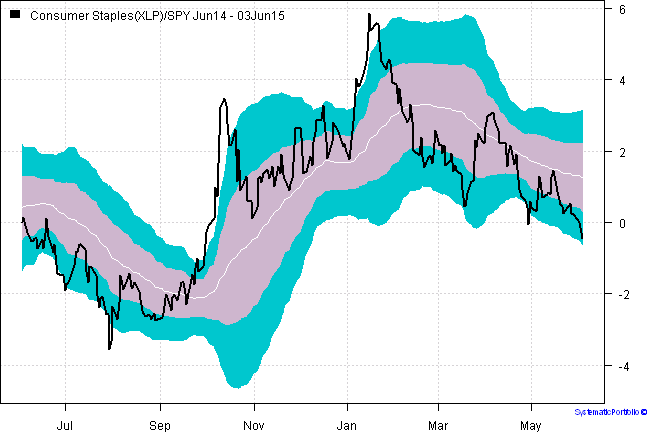 Consumer Staples(XLP)/SPY Jun14 - 03Jun15
6
4
2
0
-2
-4
Jul Sep Nov Jan Mar May
SystematicPortfolio ©